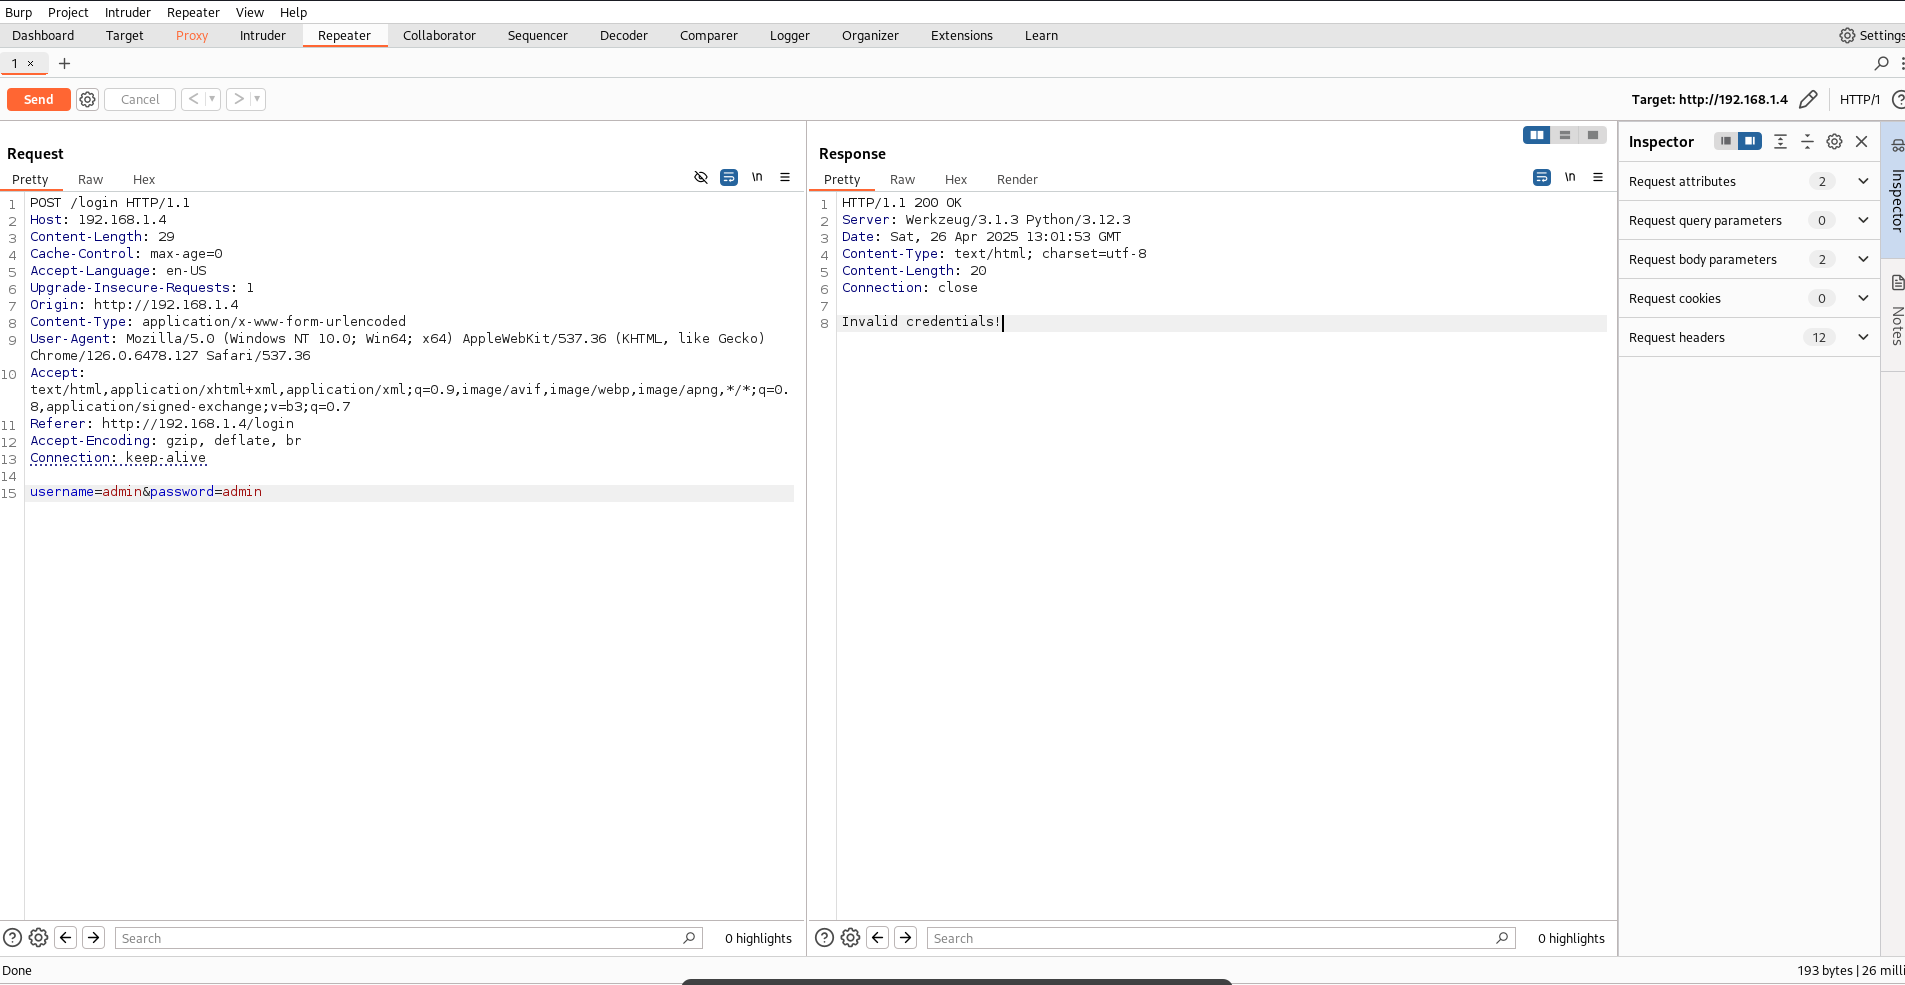 Burp Project Intruder Repeater View Help
Dashboard Target Proxy Intruder Repeater Collaborator Sequencer Decoder Comparer Logger Organizer Extensions Learn Settings
1 × +
Send Cancel < > Target: http://192.168.1.4 HTTP/1 ?
Request
Pretty Raw Hex \n
1 POST /login HTTP/1.1
2 Host: 192.168.1.4
3 Content-Length: 29
4 Cache-Control: max-age=0
5 Accept-Language: en-US
6 Upgrade-Insecure-Requests: 1
7 Origin: http://192.168.1.4
8 Content-Type: application/x-www-form-urlencoded
9 User-Agent: Mozilla/5.0 (Windows NT 10.0; Win64; x64) AppleWebKit/537.36 (KHTML, like Gecko)
Chrome/126.0.6478.127 Safari/537.36
10 Accept:
text/html,application/xhtml+xml,application/xml;q=0.9,image/avif,image/webp,image/apng,*/*;q=0.
8,application/signed-exchange;v=b3;q=0.7
11 Referer: http://192.168.1.4/login
12 Accept-Encoding: gzip, deflate, br
13 Connection: keep-alive
14
15 username=admin&password=admin
? Search 0 highlights
Response
Pretty Raw Hex Render \n
1 HTTP/1.1 200 OK
2 Server: Werkzeug/3.1.3 Python/3.12.3
3 Date: Sat, 26 Apr 2025 13:01:53 GMT
4 Content-Type: text/html; charset=utf-8
5 Content-Length: 20
6 Connection: close
7
8 Invalid credentials!
? Search 0 highlights
Inspector
Request attributes 2
Request query parameters 0
Request body parameters 2
Request cookies 0
Request headers 12
Inspector
Notes
Done
193 bytes | 26 milli